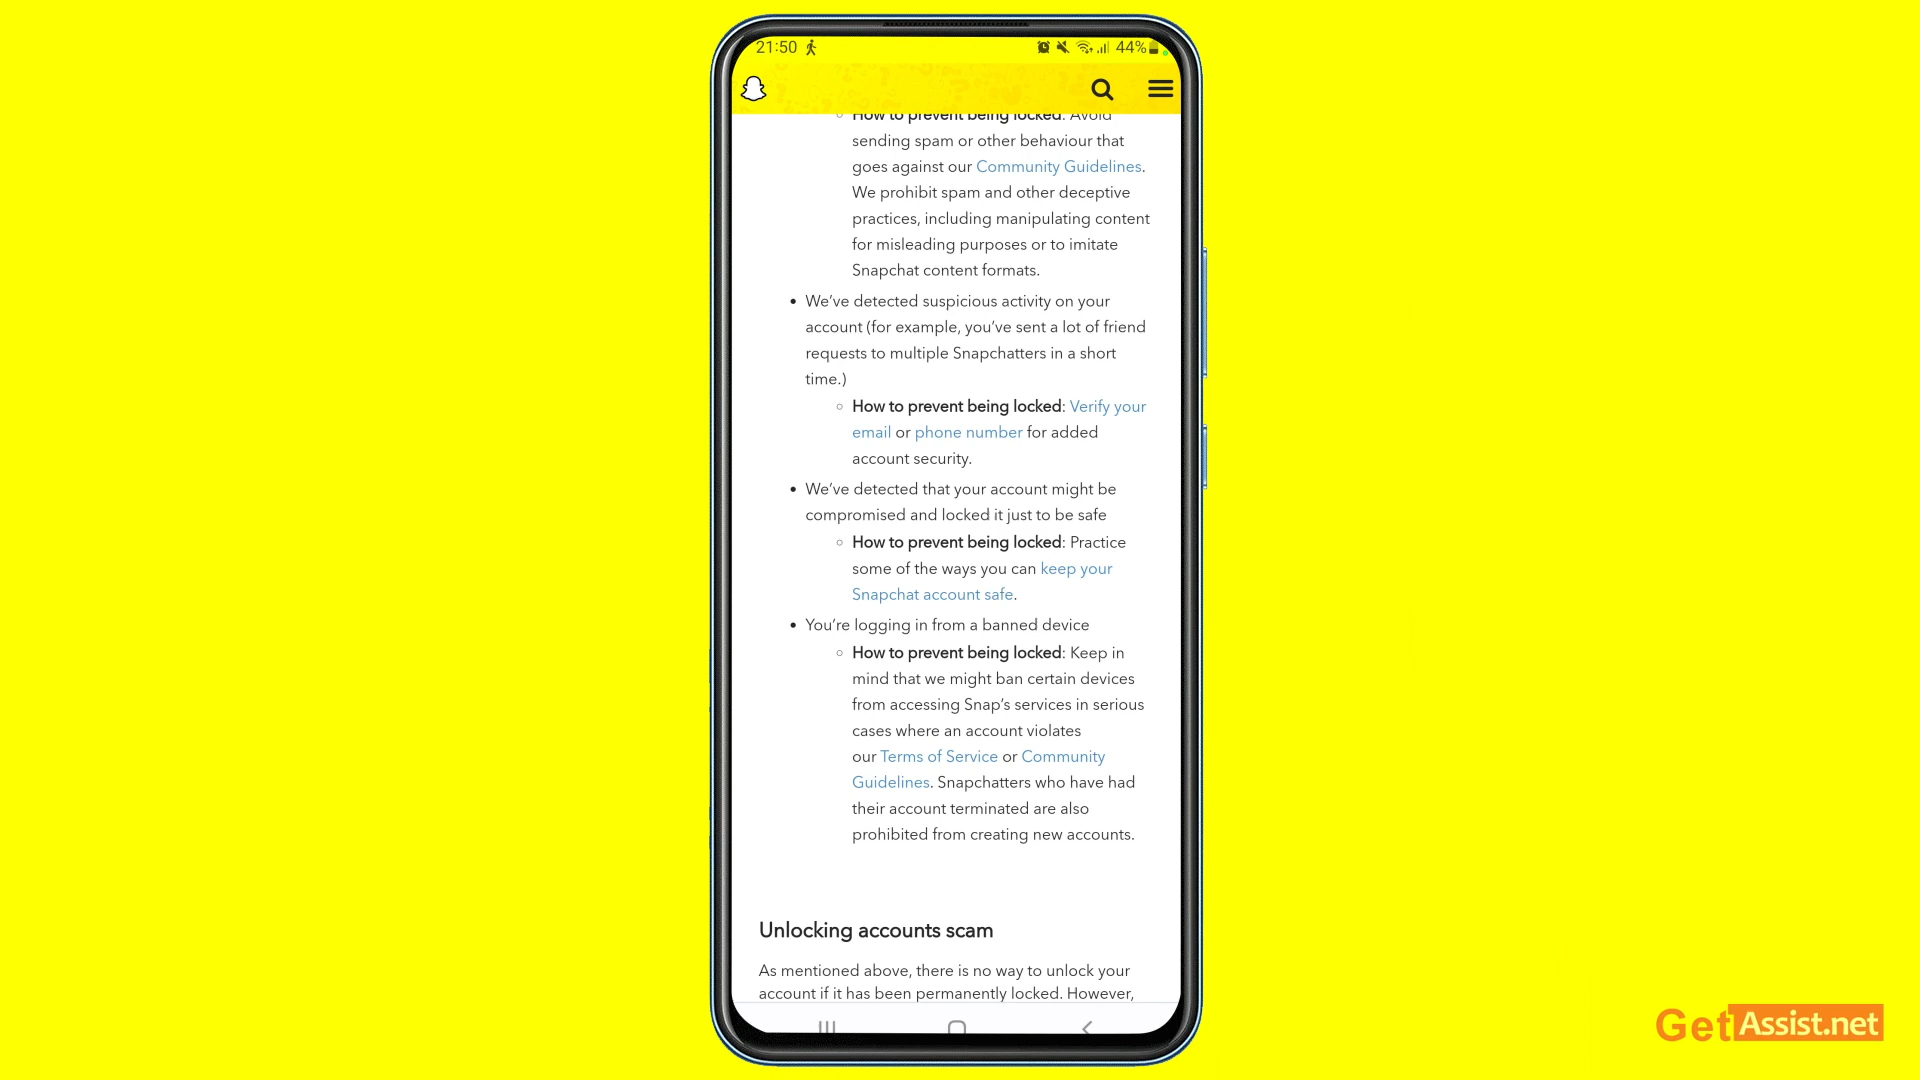 21:50
44%
How to prevent being locked: Avoid
sending spam or other behaviour that
goes against our Community Guidelines.
We prohibit spam and other deceptive
practices, including manipulating content
for misleading purposes or to imitate
Snapchat content formats.
• We’ve detected suspicious activity on your
account (for example, you’ve sent a lot of friend
requests to multiple Snapchatters in a short
time.)
How to prevent being locked: Verify your
email or phone number for added
account security.
• We’ve detected that your account might be
compromised and locked it just to be safe
How to prevent being locked: Practice
some of the ways you can keep your
Snapchat account safe.
• You’re logging in from a banned device
How to prevent being locked: Keep in
mind that we might ban certain devices
from accessing Snap’s services in serious
cases where an account violates
our Terms of Service or Community
Guidelines. Snapchatters who have had
their account terminated are also
prohibited from creating new accounts.
Unlocking accounts scam
As mentioned above, there is no way to unlock your
account if it has been permanently locked. However,
GetAssist.net